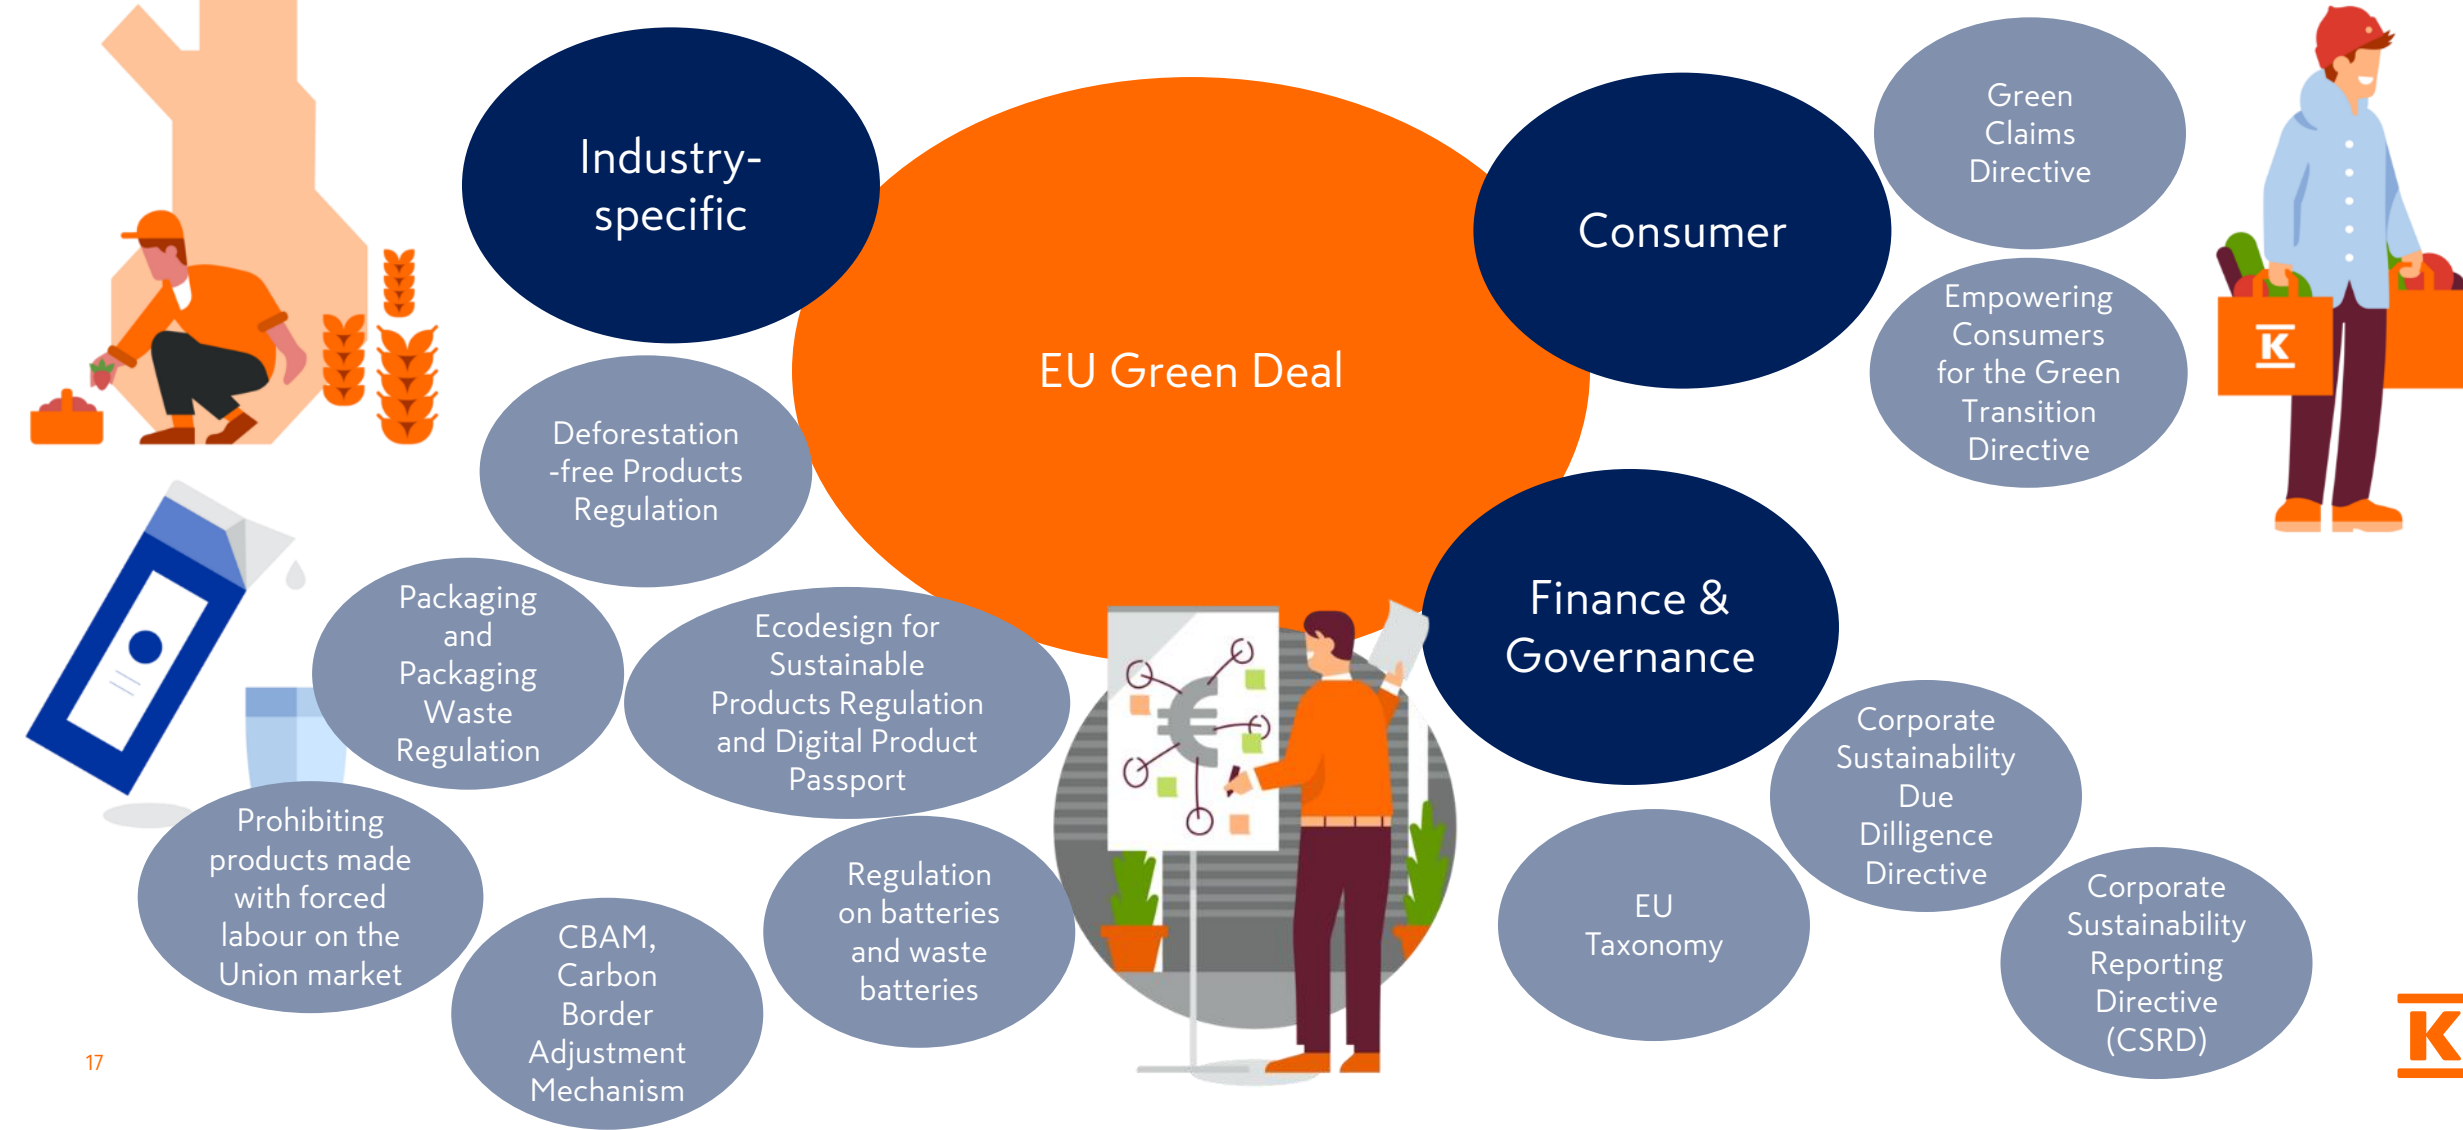 Industry-
specific
EU Green Deal
Consumer
Green
Claims
Directive
Empowering
Consumers
for the Green
Transition
Directive
K
Deforestation
-free Products
Regulation
Packaging
and
Packaging
Waste
Regulation
Ecodesign for
Sustainable
Products Regulation
and Digital Product
Passport
Finance &
Governance
€
Prohibiting
products made
with forced
labour on the
Union market
CBAM,
Carbon
Border
Adjustment
Mechanism
Regulation
on batteries
and waste
batteries
EU
Taxonomy
Corporate
Sustainability
Due
Dilligence
Directive
Corporate
Sustainability
Reporting
Directive
(CSRD)
17
K